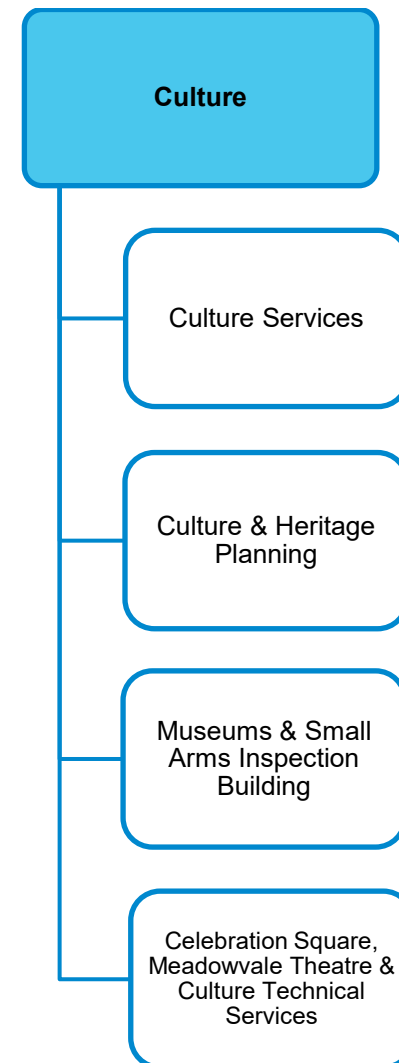 Culture
Culture Services
Culture & Heritage
Planning
Museums & Small
Arms Inspection
Building
Celebration Square,
Meadowvale Theatre &
Culture Technical
Services